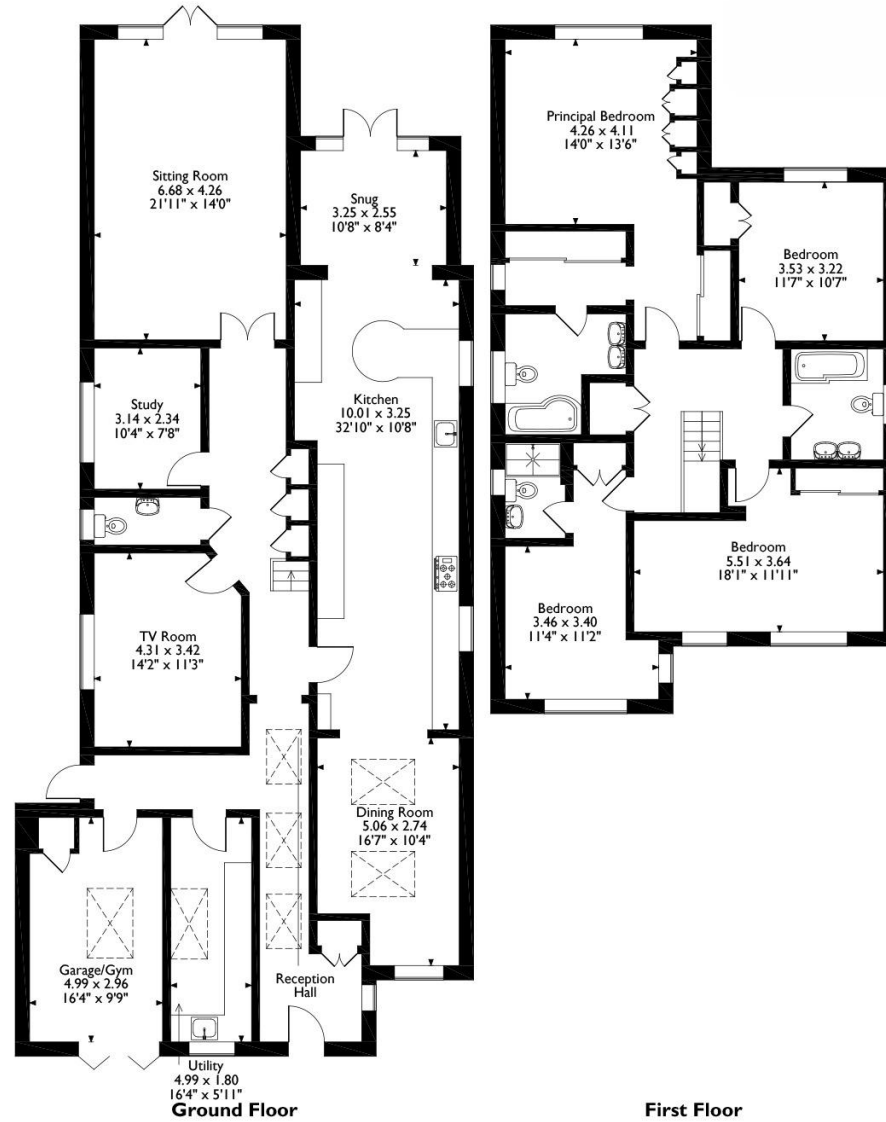 Sitting Room
6.68 x 4.26
21'11" x 14'0"
Snug
3.25 x 2.55
10'8" x 8'4"
Study
3.14 x 2.34
10'4" x 7'8"
Kitchen
10.01 x 3.25
32'10" x 10'8"
TV Room
4.31 x 3.42
14'2" x 11'3"
Dining Room
5.06 x 2.74
16'7" x 10'4"
Garage/Gym
4.99 x 2.96
16'4" x 9'9"
Reception
Hall
Utility
4.99 x 1.80
16'4" x 5'11"
Ground Floor
Principal Bedroom
4.26 x 4.11
14'0" x 13'6"
Bedroom
3.53 x 3.22
11'7" x 10'7"
Bedroom
5.51 x 3.64
18'1" x 11'11"
Bedroom
3.46 x 3.40
11'4" x 11'2"
First Floor